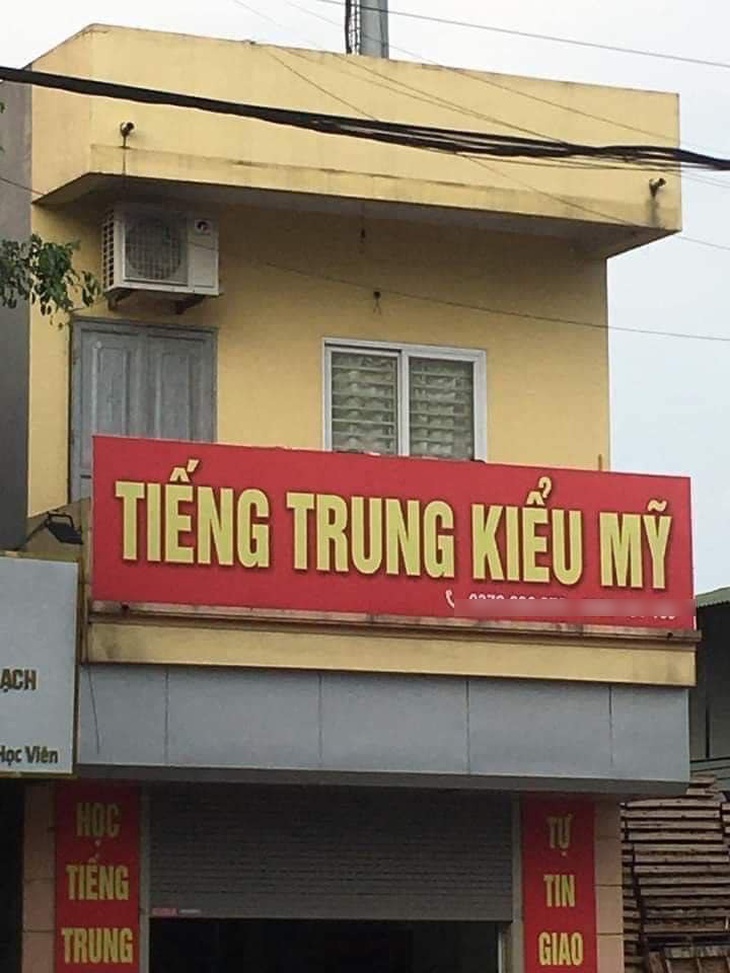 TIẾNG TRUNG KIỂU MỸ
ẠCH
Học Viên
HỌC
TIẾNG
TRUNG
TỰ
TIN
GIAO